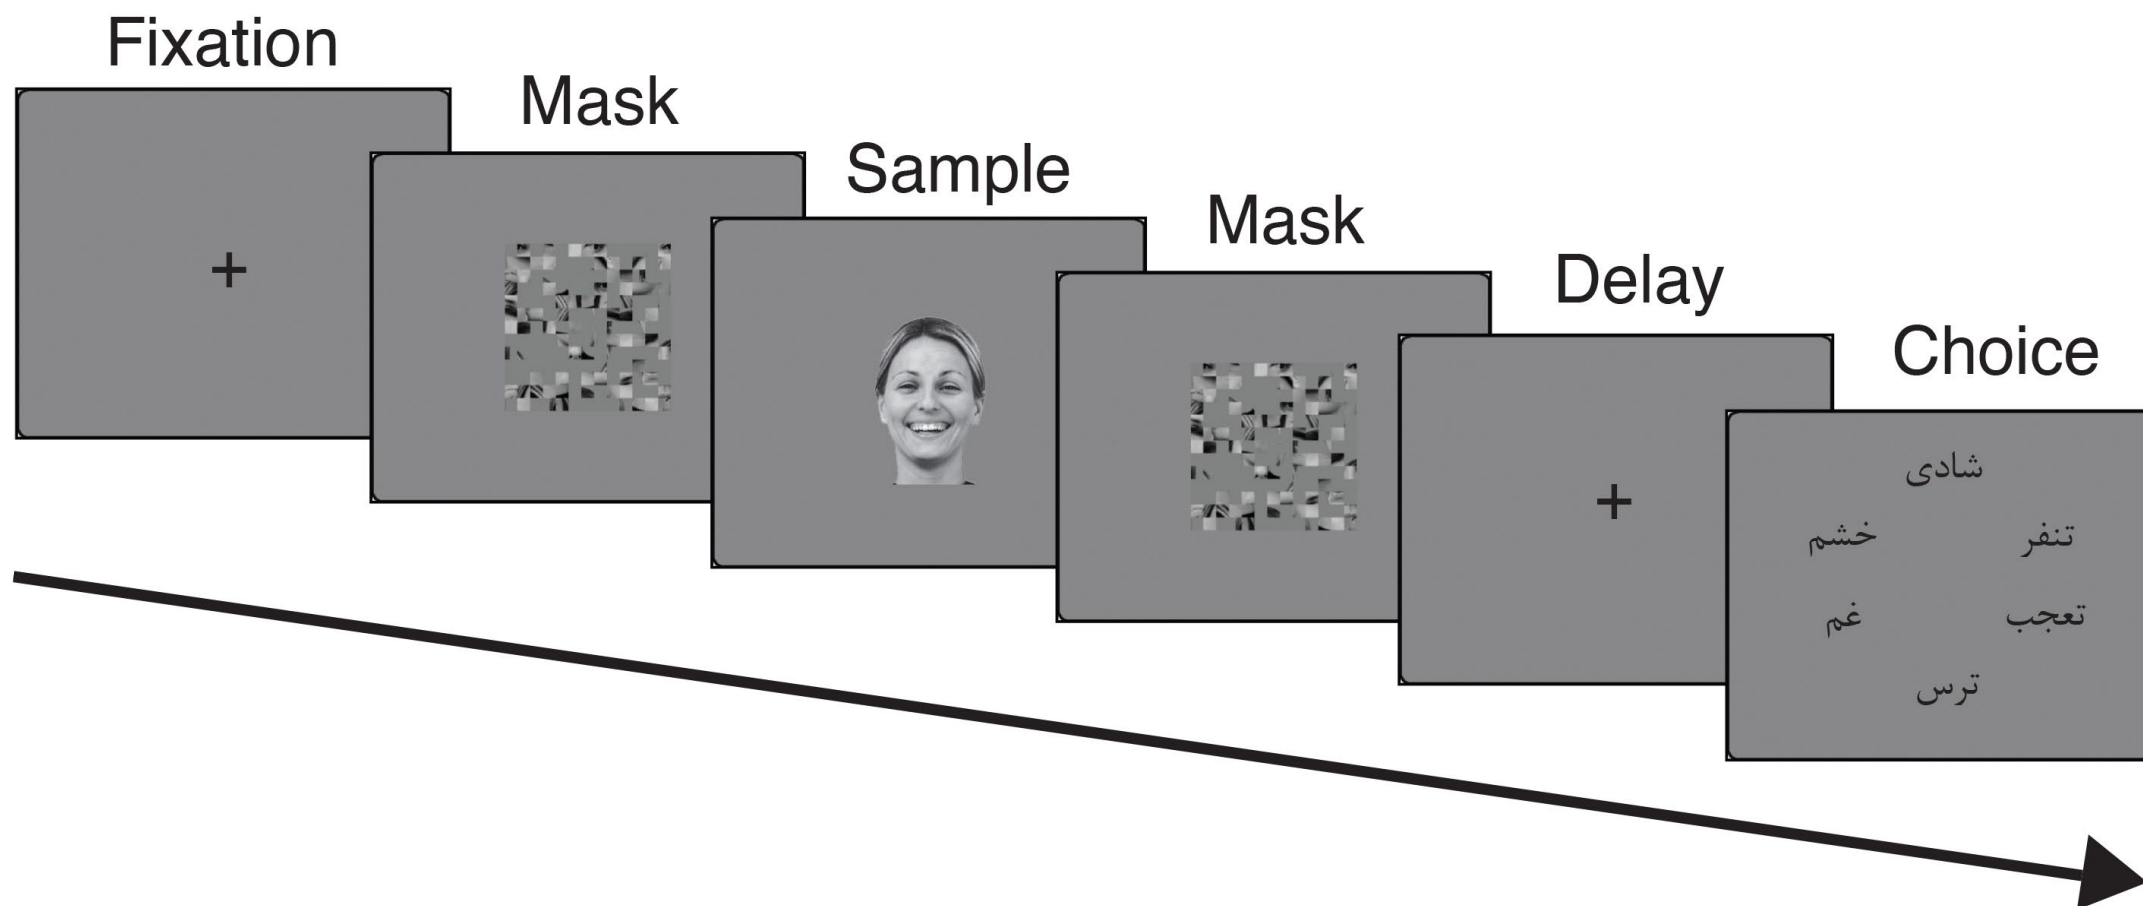 Fixation
Mask
Sample
Mask
Delay
Choice
+
+
شادی
تنفر خشم
تعجب غم
ترس